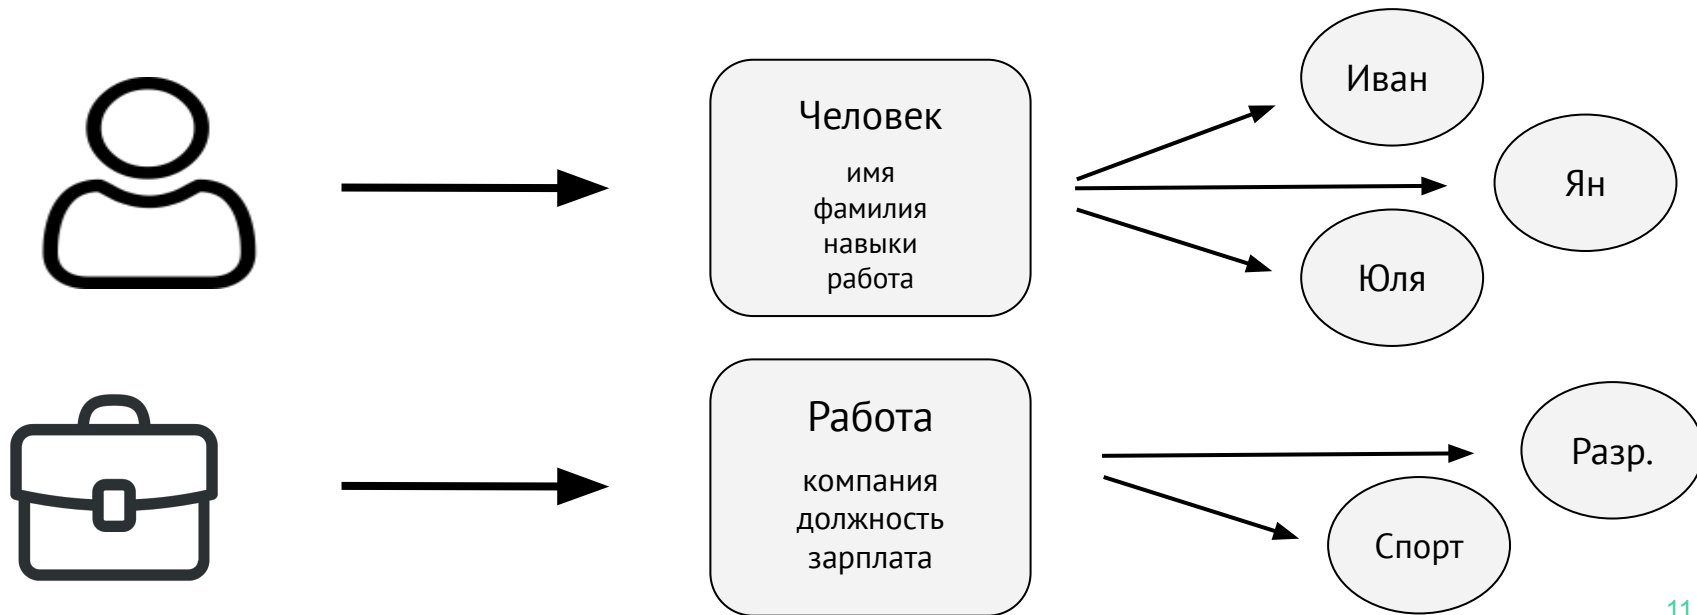 Человек
имя
фамилия
навыки
работа
Иван
Ян
Юля
Работа
компания
должность
зарплата
Разр.
Спорт
11